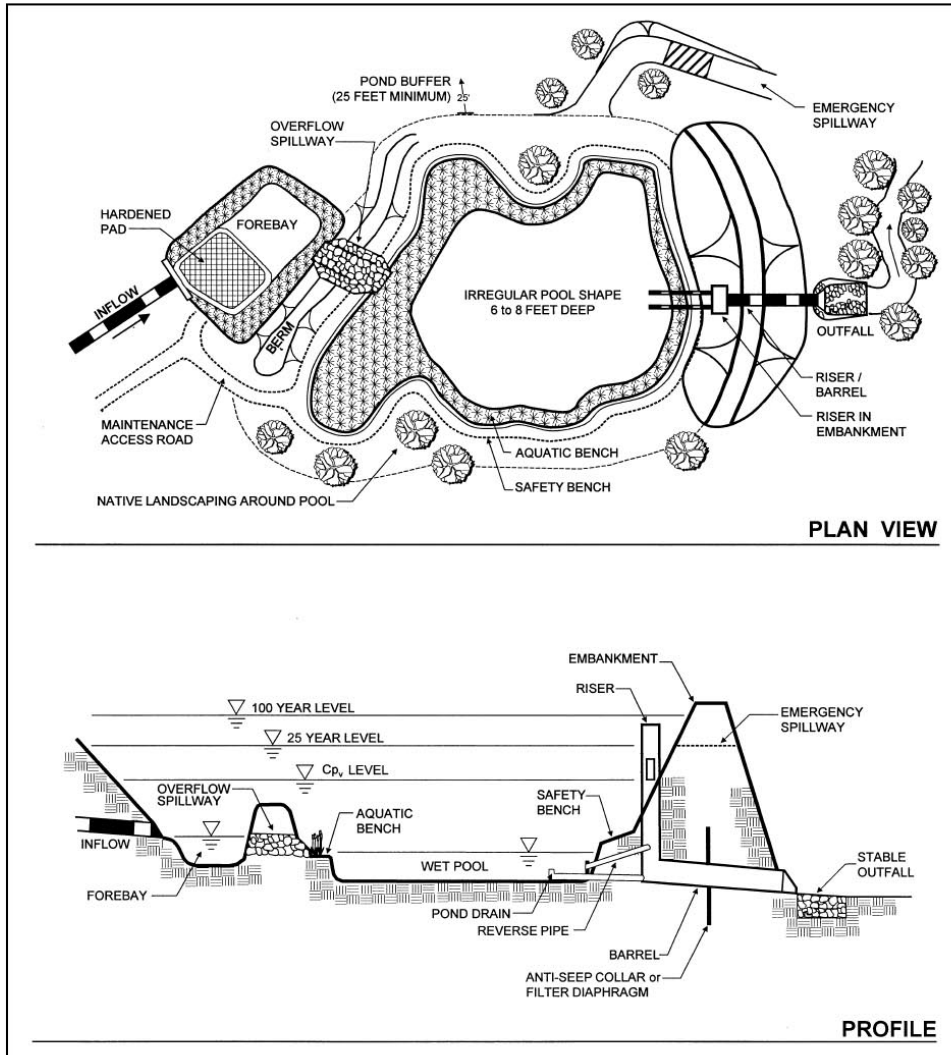 POND BUFFER
(25 FEET MINIMUM)
25'
OVERFLOW
SPILLWAY
EMERGENCY
SPILLWAY
HARDENED
PAD
FOREBAY
INFLOW
BERM
IRREGULAR POOL SHAPE
6 to 8 FEET DEEP
OUTFALL
MAINTENANCE
ACCESS ROAD
RISER /
BARREL
RISER IN
EMBANKMENT
AQUATIC BENCH
SAFETY BENCH
NATIVE LANDSCAPING AROUND POOL
PLAN VIEW
EMBANKMENT
RISER
100 YEAR LEVEL
EMERGENCY
SPILLWAY
25 YEAR LEVEL
Cpv LEVEL
OVERFLOW
SPILLWAY
SAFETY
BENCH
AQUATIC
BENCH
INFLOW
WET POOL
STABLE
OUTFALL
FOREBAY
POND DRAIN
REVERSE PIPE
BARREL
ANTI-SEEP COLLAR or
FILTER DIAPHRAGM
PROFILE